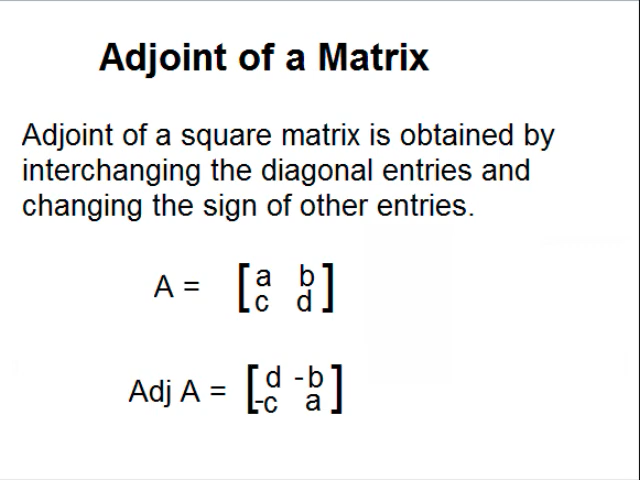 Adjoint of a Matrix
Adjoint of a square matrix is obtained by
interchanging the diagonal entries and
changing the sign of other entries.
A = [a b
c d]
Adj A = [d -b
-c a]